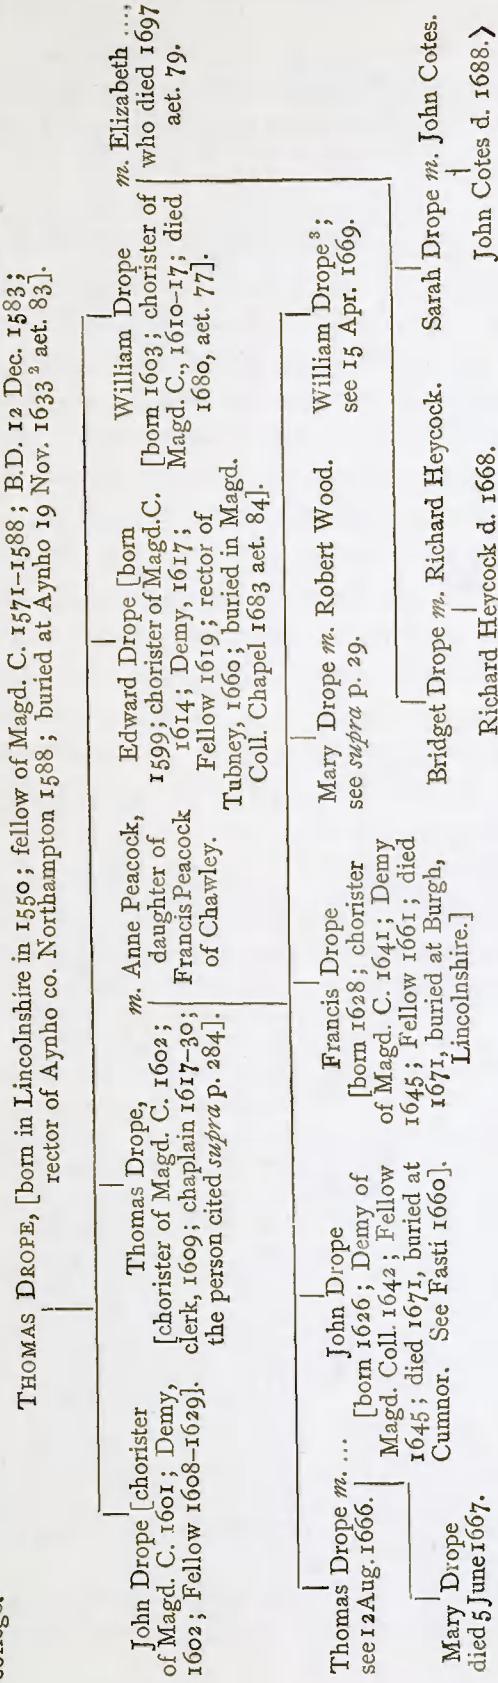 THOMAS DROPE, [born in Lincolnshire in 1550; fellow of Magd. C. 1571–1588; B.D. 12 Dec. 1583;
rector of Aynho co. Northampton 1588; buried at Aynho 19 Nov. 1633 ² aet. 83].
John Drope [chorister
of Magd. C. 1601; Demy,
1602; Fellow 1608–1629].
Thomas Drope,
[chorister of Magd. C. 1602;
clerk, 1609; chaplain 1617–30;
the person cited supra p. 284].
m. Anne Peacock,
daughter of
Francis Peacock
of Chawley.
Edward Drope [born
1599; chorister of Magd.C.
1614; Demy, 1617;
Fellow 1619; rector of
Tubney, 1660; buried in Magd.
Coll. Chapel 1683 aet. 84].
William Drope
[born 1603; chorister of
Magd. C., 1610–17; died
1680, aet. 77].
m. Elizabeth ...,
who died 1697
aet. 79.
Thomas Drope m. ...
see 12 Aug. 1666.
John Drope
[born 1626; Demy of
Magd. Coll. 1642; Fellow
1645; died 1671, buried at
Cumnor. See Fasti 1660].
Francis Drope
[born 1628; chorister
of Magd. C. 1641; Demy
1645; Fellow 1661; died
1671, buried at Burgh,
Lincolnshire.]
Mary Drope m. Robert Wood.
see supra p. 29.
William Drope ³;
see 15 Apr. 1669.
Mary Drope
died 5 June 1667.
Bridget Drope m. Richard Heycock.
Richard Heycock d. 1668.
Sarah Drope m. John Cotes.
John Cotes d. 1688.⟩